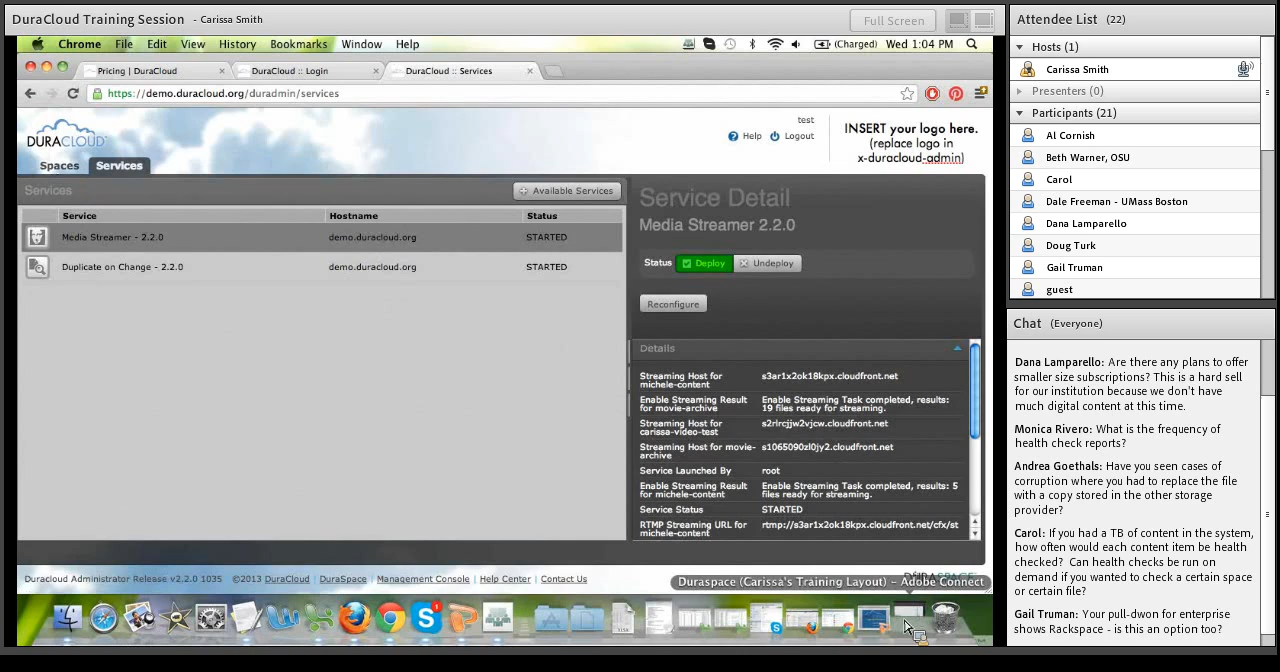 DuraCloud Training Session - Carissa Smith
Full Screen
Chrome File Edit View History Bookmarks Window Help
(Charged) Wed 1:04 PM
Pricing | DuraCloud
DuraCloud :: Login
DuraCloud :: Services
https://demo.duracloud.org/duradmin/services
DURACLOUD
test
Help Logout
INSERT your logo here.
(replace logo in
x-duracloud-admin)
Spaces Services
Services
Available Services
Service Hostname Status
Media Streamer - 2.2.0 demo.duracloud.org STARTED
Duplicate on Change - 2.2.0 demo.duracloud.org STARTED
Service Detail
Media Streamer 2.2.0
Status Deploy Undeploy
Reconfigure
Details
Streaming Host for s3ar1x2ok18kpx.cloudfront.net
michele-content
Enable Streaming Result Enable Streaming Task completed, results:
for movie-archive 19 files ready for streaming.
Streaming Host for s2rlrcjjw2vjcw.cloudfront.net
carissa-video-test
Streaming Host for movie- s1065090zl0jy2.cloudfront.net
archive
Service Launched By root
Enable Streaming Result Enable Streaming Task completed, results: 5
for michele-content files ready for streaming.
Service Status STARTED
RTMP Streaming URL for rtmp://s3ar1x2ok18kpx.cloudfront.net/cfx/st
michele-content
Duracloud Administrator Release v2.2.0 1035 ©2013 DuraCloud | DuraSpace | Management Console | Help Center | Contact Us
Duraspace (Carissa's Training Layout) – Adobe Connect
Attendee List (22)
Hosts (1)
Carissa Smith
Presenters (0)
Participants (21)
Al Cornish
Beth Warner, OSU
Carol
Dale Freeman - UMass Boston
Dana Lamparello
Doug Turk
Gail Truman
guest
Chat (Everyone)
Dana Lamparello: Are there any plans to offer
smaller size subscriptions? This is a hard sell
for our institution because we don't have
much digital content at this time.
Monica Rivero: What is the frequency of
health check reports?
Andrea Goethals: Have you seen cases of
corruption where you had to replace the file
with a copy stored in the other storage
provider?
Carol: If you had a TB of content in the system,
how often would each content item be health
checked? Can health checks be run on
demand if you wanted to check a certain space
or certain file?
Gail Truman: Your pull-dwon for enterprise
shows Rackspace - is this an option too?